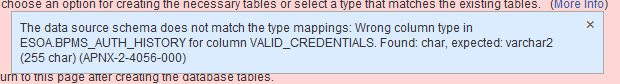 choose an option for creating the necessary tables or select a type that matches the existing tables. (More Info)
The data source schema does not match the type mappings: Wrong column type in
ESOA.BPMS_AUTH_HISTORY for column VALID_CREDENTIALS. Found: char, expected: varchar2
(255 char) (APNX-2-4056-000)
urn to this page after creating the database tables.